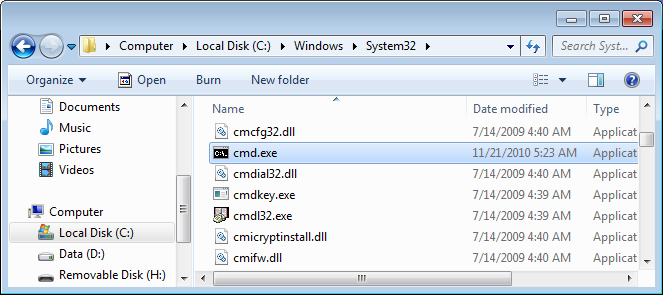 Computer Local Disk (C:) Windows System32 Search Syst...
Organize Open Burn New folder
Documents
Music
Pictures
Videos
Computer
Local Disk (C:)
Data (D:)
Removable Disk (H:)
Name Date modified Type
cmcfg32.dll 7/14/2009 4:40 AM Applicat
cmd.exe 11/21/2010 5:23 AM Applicat
cmdial32.dll 7/14/2009 4:40 AM Applicat
cmdkey.exe 7/14/2009 4:39 AM Applicat
cmdl32.exe 7/14/2009 4:39 AM Applicat
cmicryptinstall.dll 7/14/2009 4:40 AM Applicat
cmifw.dll 7/14/2009 4:40 AM Applicat